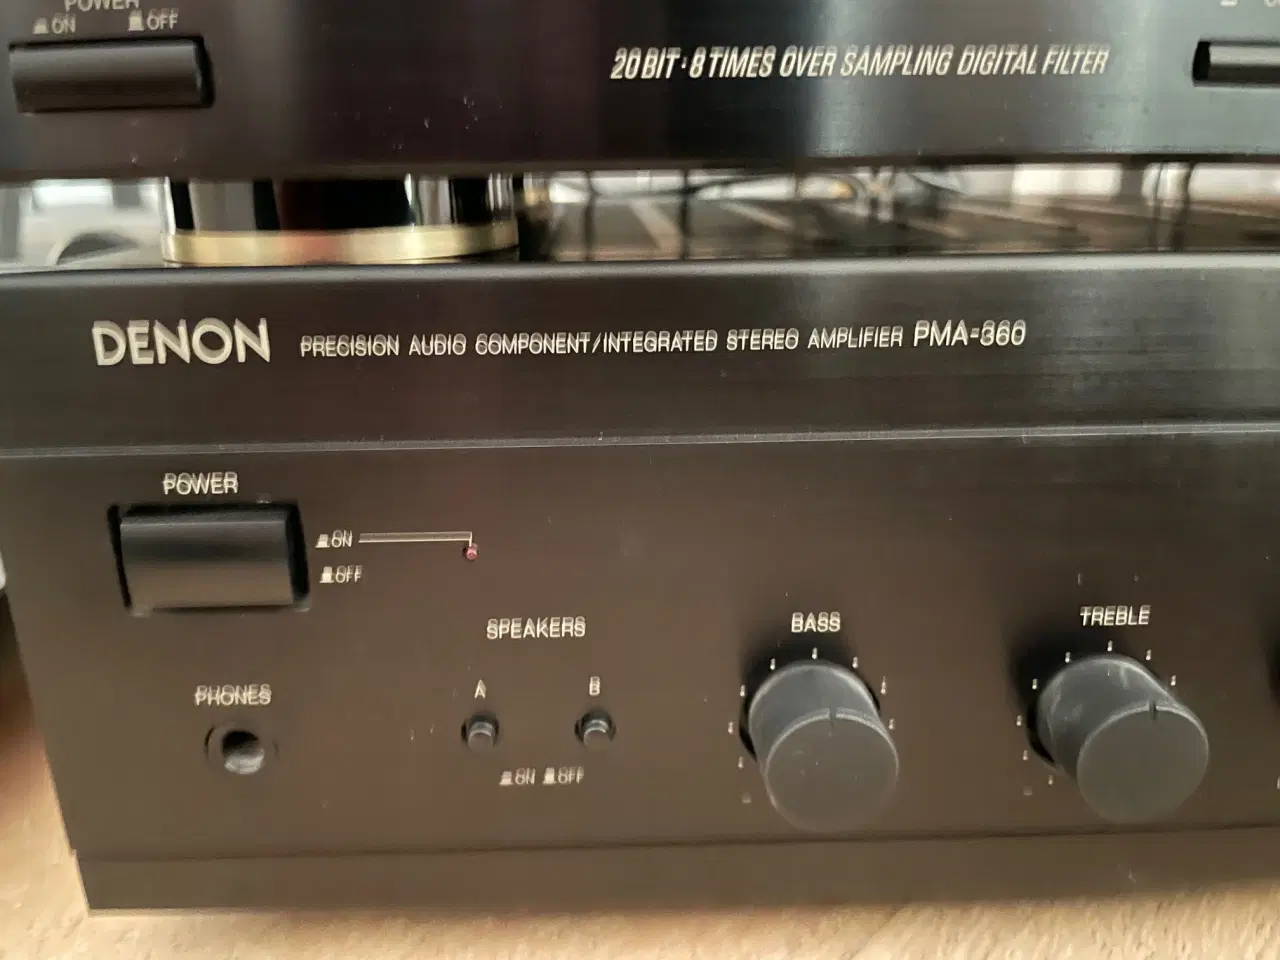 POWER
ON OFF
20 BIT · 8 TIMES OVER SAMPLING DIGITAL FILTER
DENON PRECISION AUDIO COMPONENT/INTEGRATED STEREO AMPLIFIER PMA-360
POWER
ON
OFF
SPEAKERS
A B
ON OFF
PHONES
BASS
TREBLE